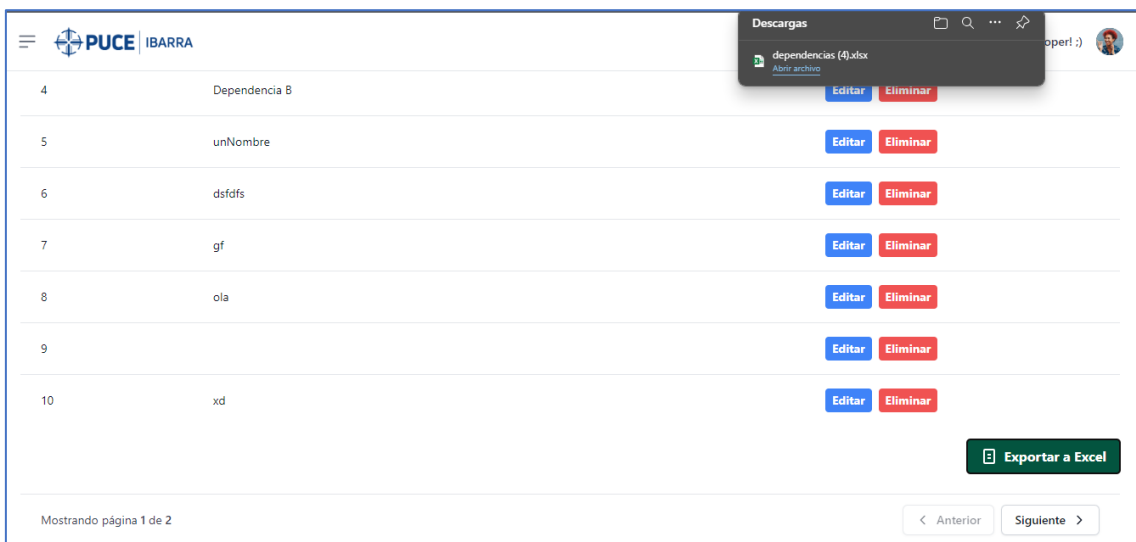 Descargas
PUCE IBARRA
oper! ;)
dependencias (4).xlsx
Abrir archivo
4 Dependencia B Editar Eliminar
5 unNombre Editar Eliminar
6 dsfdfs Editar Eliminar
7 gf Editar Eliminar
8 ola Editar Eliminar
9 Editar Eliminar
10 xd Editar Eliminar
Exportar a Excel
Mostrando página 1 de 2 Anterior Siguiente